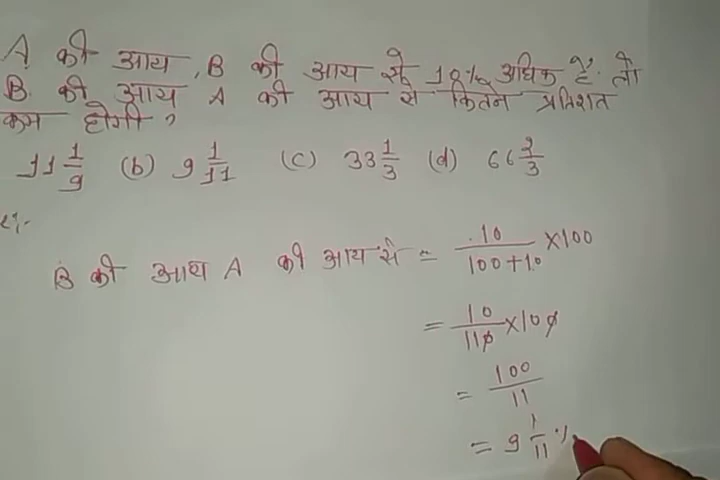 A की आय, B की आय से 10% अधिक है, तो
B की आय A की आय से कितने प्रतिशत
कम होगी ?
11 1/9 (b) 9 1/11 (c) 33 1/3 (d) 66 2/3
B की आय A की आय से = 10/(100+10) ×100
= 10/110 ×100
= 100/11
= 9 1/11 %